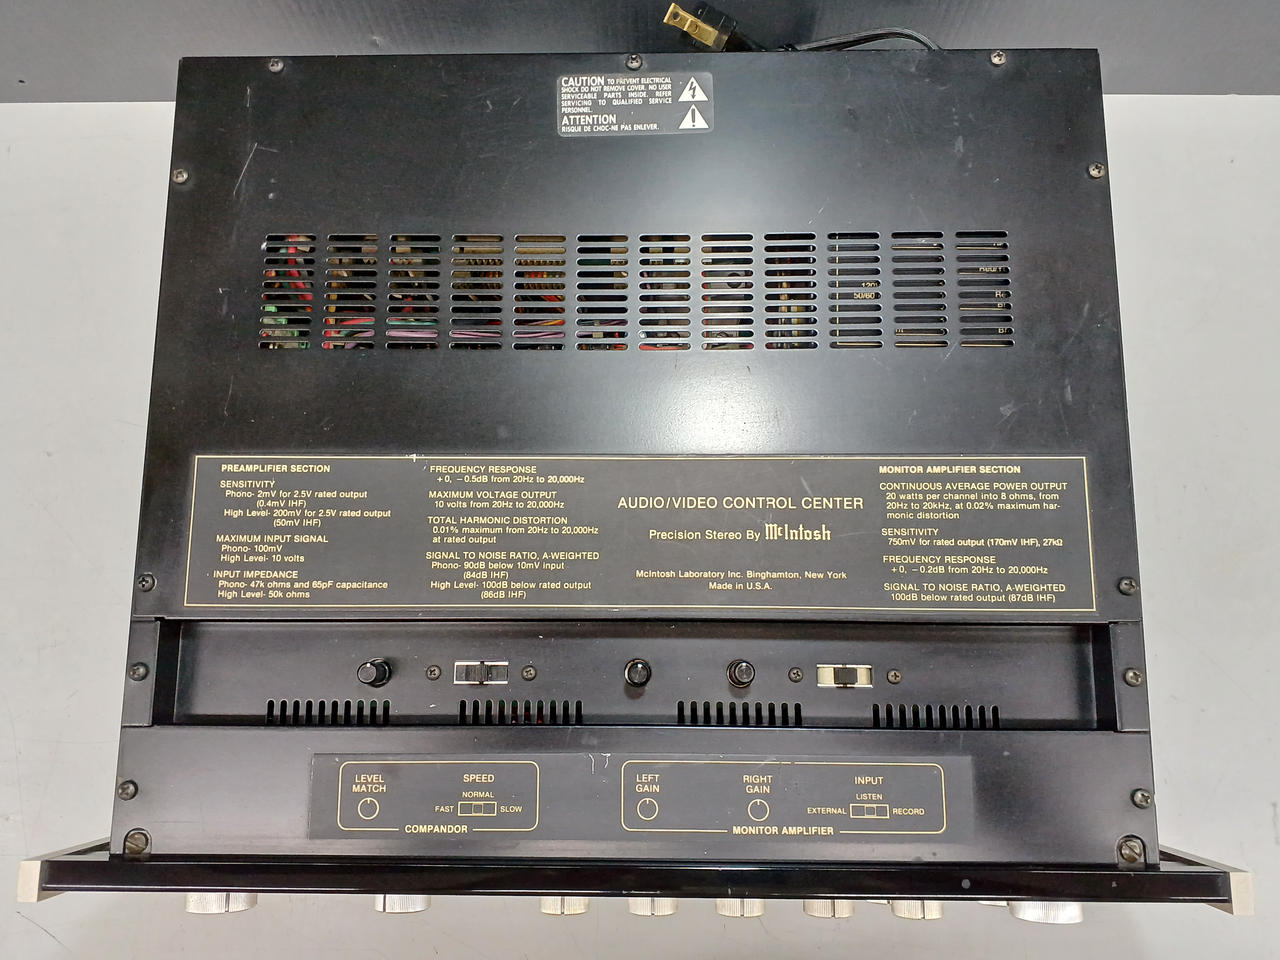 CAUTION TO PREVENT ELECTRICAL
SHOCK DO NOT REMOVE COVER. NO USER
SERVICEABLE PARTS INSIDE. REFER
SERVICING TO QUALIFIED SERVICE
PERSONNEL.
ATTENTION
RISQUE DE CHOC-NE PAS ENLEVER.
50/60
PREAMPLIFIER SECTION
SENSITIVITY
Phono- 2mV for 2.5V rated output
(0.4mV IHF)
High Level- 200mV for 2.5V rated output
(50mV IHF)
MAXIMUM INPUT SIGNAL
Phono- 100mV
High Level- 10 volts
INPUT IMPEDANCE
Phono- 47k ohms and 65pF capacitance
High Level- 50k ohms
FREQUENCY RESPONSE
+0, -0.5dB from 20Hz to 20,000Hz
MAXIMUM VOLTAGE OUTPUT
10 volts from 20Hz to 20,000Hz
TOTAL HARMONIC DISTORTION
0.01% maximum from 20Hz to 20,000Hz
at rated output
SIGNAL TO NOISE RATIO, A-WEIGHTED
Phono- 90dB below 10mV input
(84dB IHF)
High Level- 100dB below rated output
(86dB IHF)
AUDIO/VIDEO CONTROL CENTER
Precision Stereo By McIntosh
McIntosh Laboratory Inc. Binghamton, New York
Made in U.S.A.
MONITOR AMPLIFIER SECTION
CONTINUOUS AVERAGE POWER OUTPUT
20 watts per channel into 8 ohms, from
20Hz to 20kHz, at 0.02% maximum har-
monic distortion
SENSITIVITY
750mV for rated output (170mV IHF), 27kΩ
FREQUENCY RESPONSE
+0, -0.2dB from 20Hz to 20,000Hz
SIGNAL TO NOISE RATIO, A-WEIGHTED
100dB below rated output (87dB IHF)
LEVEL
MATCH
SPEED
NORMAL
FAST
SLOW
COMPANDOR
LEFT
GAIN
RIGHT
GAIN
INPUT
LISTEN
EXTERNAL
RECORD
MONITOR AMPLIFIER